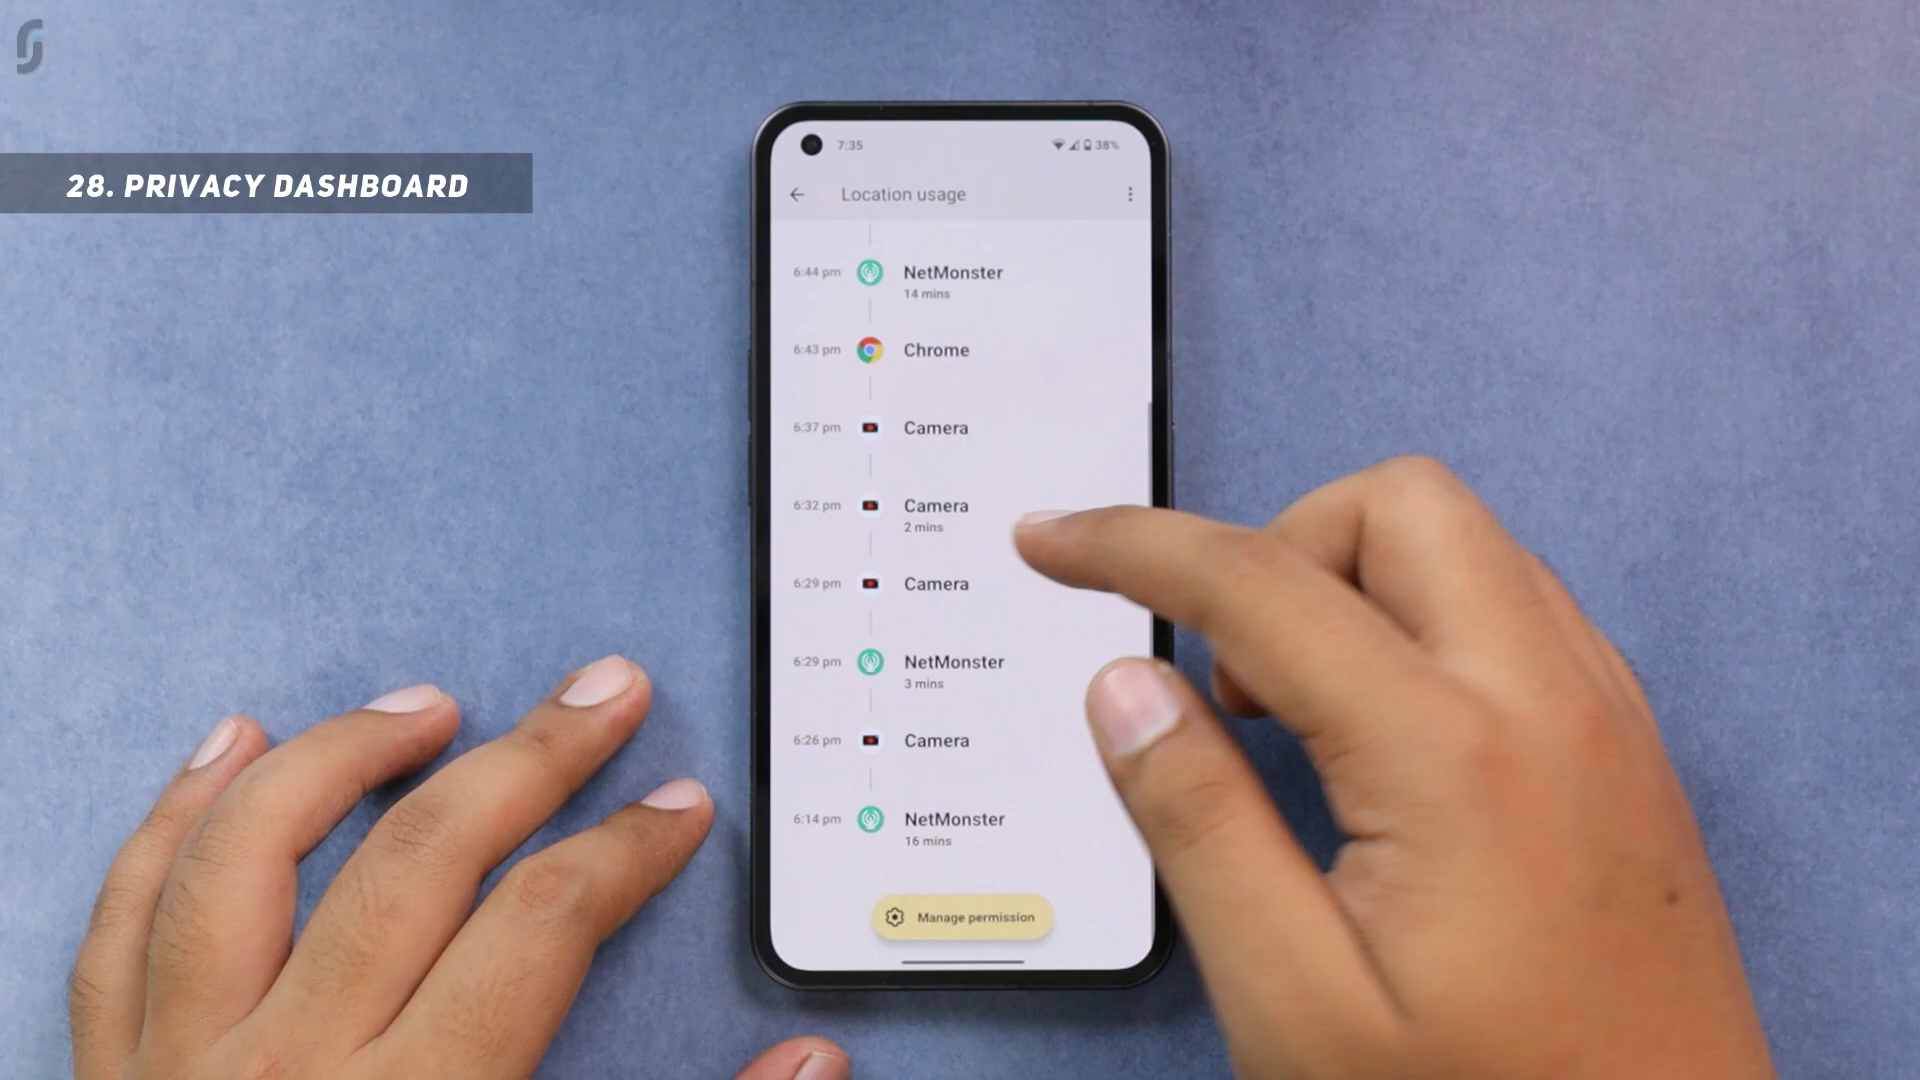 28. PRIVACY DASHBOARD
7:35
38%
Location usage
6:44 pm
NetMonster
14 mins
6:43 pm
Chrome
6:37 pm
Camera
6:32 pm
Camera
2 mins
6:29 pm
Camera
6:29 pm
NetMonster
3 mins
6:26 pm
Camera
6:14 pm
NetMonster
16 mins
Manage permission